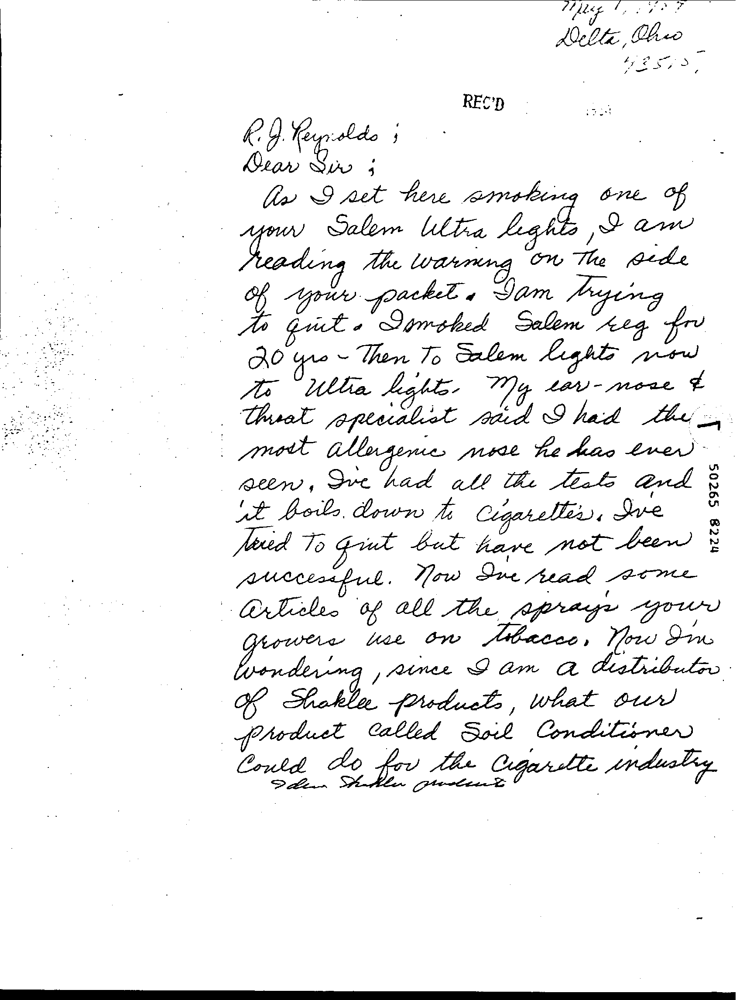 Delta, Ohio
43515,
REC'D
R. J. Reynolds ;
Dear Sir ;
As I set here smoking one of
your Salem Ultra lights, I am
reading the warning on the side
of your packet. I am trying
to quit. I smoked Salem reg for
20 yrs - Then To Salem lights now
to Ultra lights. My ear-nose &
throat specialist said I had the
most allergenic nose he has ever
seen. I've had all the tests and
it boils down to Cigarettes. I've
tried To quit but have not been
successful. Now I've read some
articles of all the sprays your
growers use on tobacco. Now I'm
wondering, since I am a distributor
of Shaklee products, what our
product called Soil Conditioner
Could do for the Cigarette industry
50265 8224